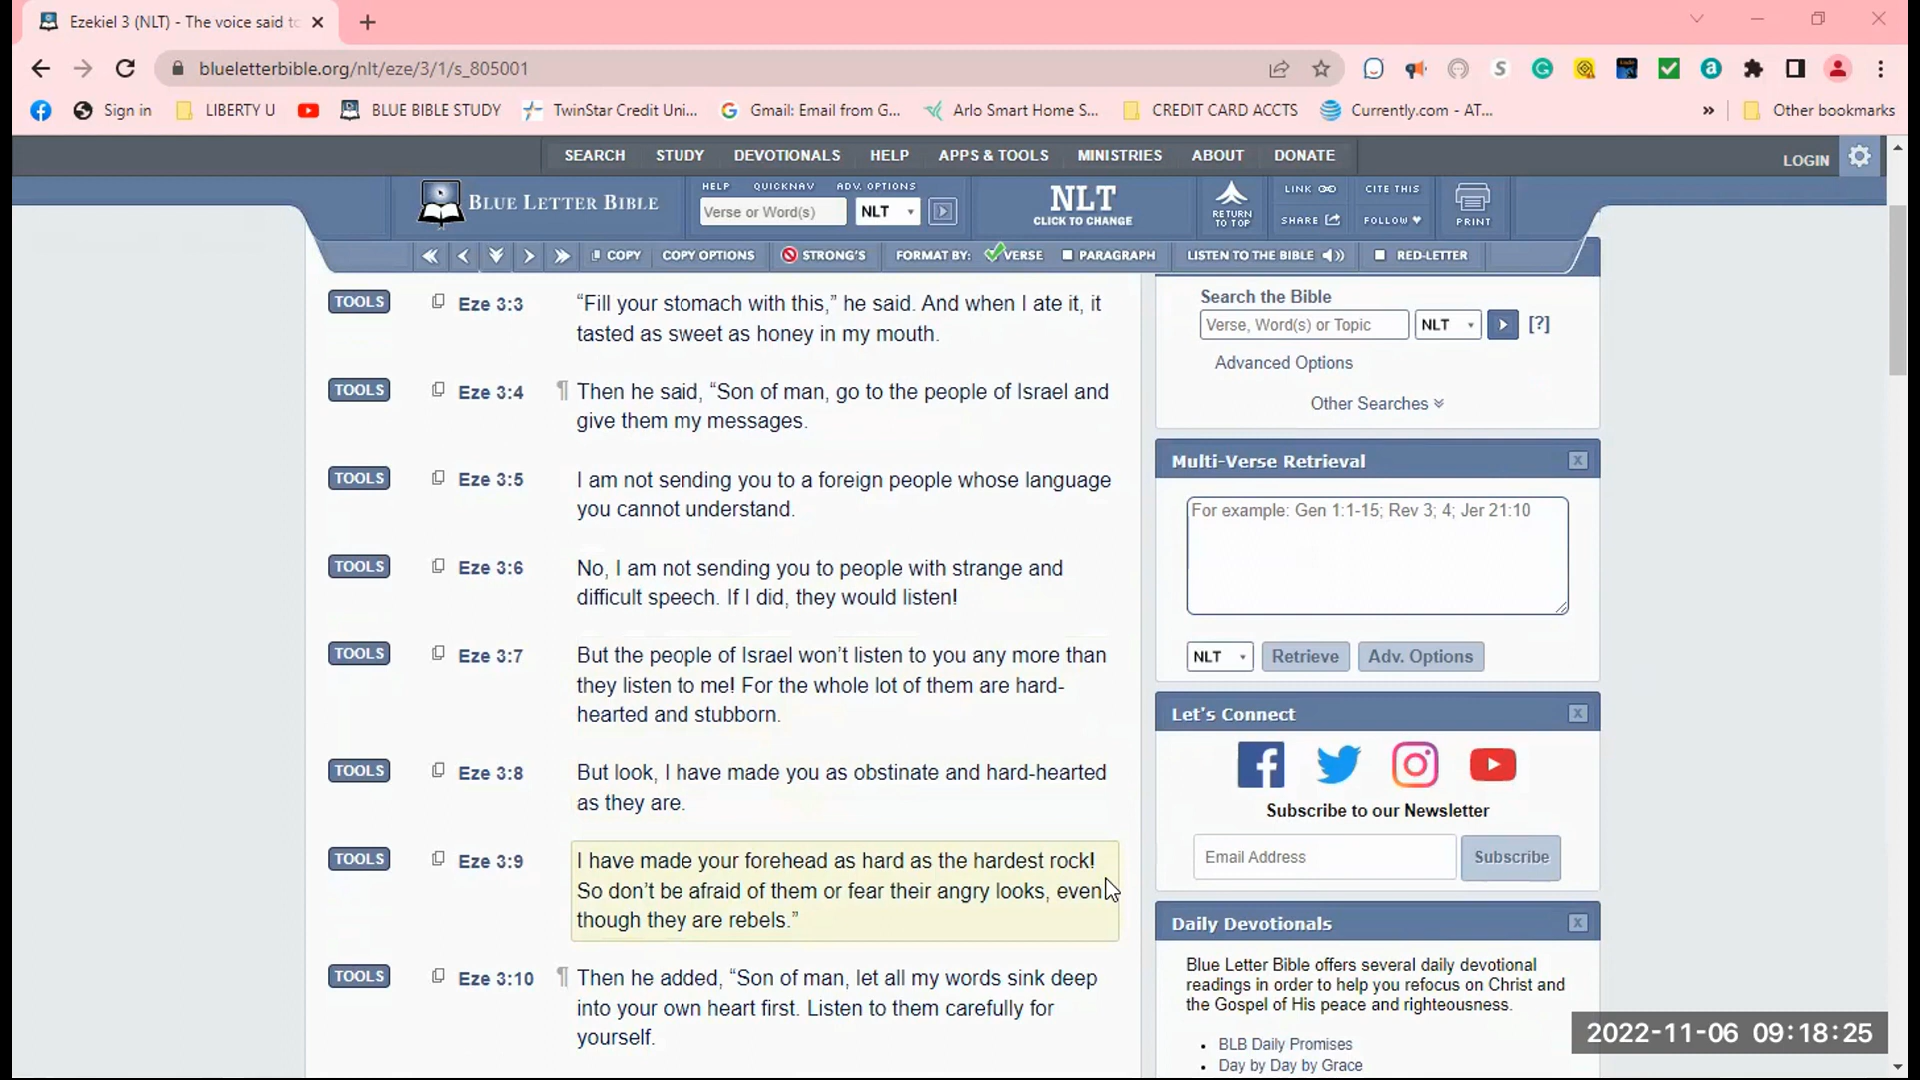 Ezekiel 3 (NLT) - The voice said to
blueletterbible.org/nlt/eze/3/1/s_805001
Sign in
LIBERTY U
BLUE BIBLE STUDY
TwinStar Credit Uni...
Gmail: Email from G...
Arlo Smart Home S...
CREDIT CARD ACCTS
Currently.com - AT...
»
Other bookmarks
SEARCH STUDY DEVOTIONALS HELP APPS & TOOLS MINISTRIES ABOUT DONATE
LOGIN
BLUE LETTER BIBLE
HELP QUICKNAV ADV. OPTIONS
Verse or Word(s) NLT
NLT
CLICK TO CHANGE
RETURN
TO TOP
LINK CITE THIS
SHARE FOLLOW
PRINT
COPY COPY OPTIONS STRONG'S FORMAT BY: VERSE PARAGRAPH LISTEN TO THE BIBLE RED-LETTER
TOOLS Eze 3:3 “Fill your stomach with this,” he said. And when I ate it, it
tasted as sweet as honey in my mouth.
TOOLS Eze 3:4 ¶ Then he said, “Son of man, go to the people of Israel and
give them my messages.
TOOLS Eze 3:5 I am not sending you to a foreign people whose language
you cannot understand.
TOOLS Eze 3:6 No, I am not sending you to people with strange and
difficult speech. If I did, they would listen!
TOOLS Eze 3:7 But the people of Israel won’t listen to you any more than
they listen to me! For the whole lot of them are hard-
hearted and stubborn.
TOOLS Eze 3:8 But look, I have made you as obstinate and hard-hearted
as they are.
TOOLS Eze 3:9 I have made your forehead as hard as the hardest rock!
So don’t be afraid of them or fear their angry looks, even
though they are rebels.”
TOOLS Eze 3:10 ¶ Then he added, “Son of man, let all my words sink deep
into your own heart first. Listen to them carefully for
yourself.
Search the Bible
Verse, Word(s) or Topic NLT [?]
Advanced Options
Other Searches
Multi-Verse Retrieval
For example: Gen 1:1-15; Rev 3; 4; Jer 21:10
NLT Retrieve Adv. Options
Let's Connect
Subscribe to our Newsletter
Email Address Subscribe
Daily Devotionals
Blue Letter Bible offers several daily devotional
readings in order to help you refocus on Christ and
the Gospel of His peace and righteousness.
• BLB Daily Promises
• Day by Day by Grace
2022-11-06 09:18:25